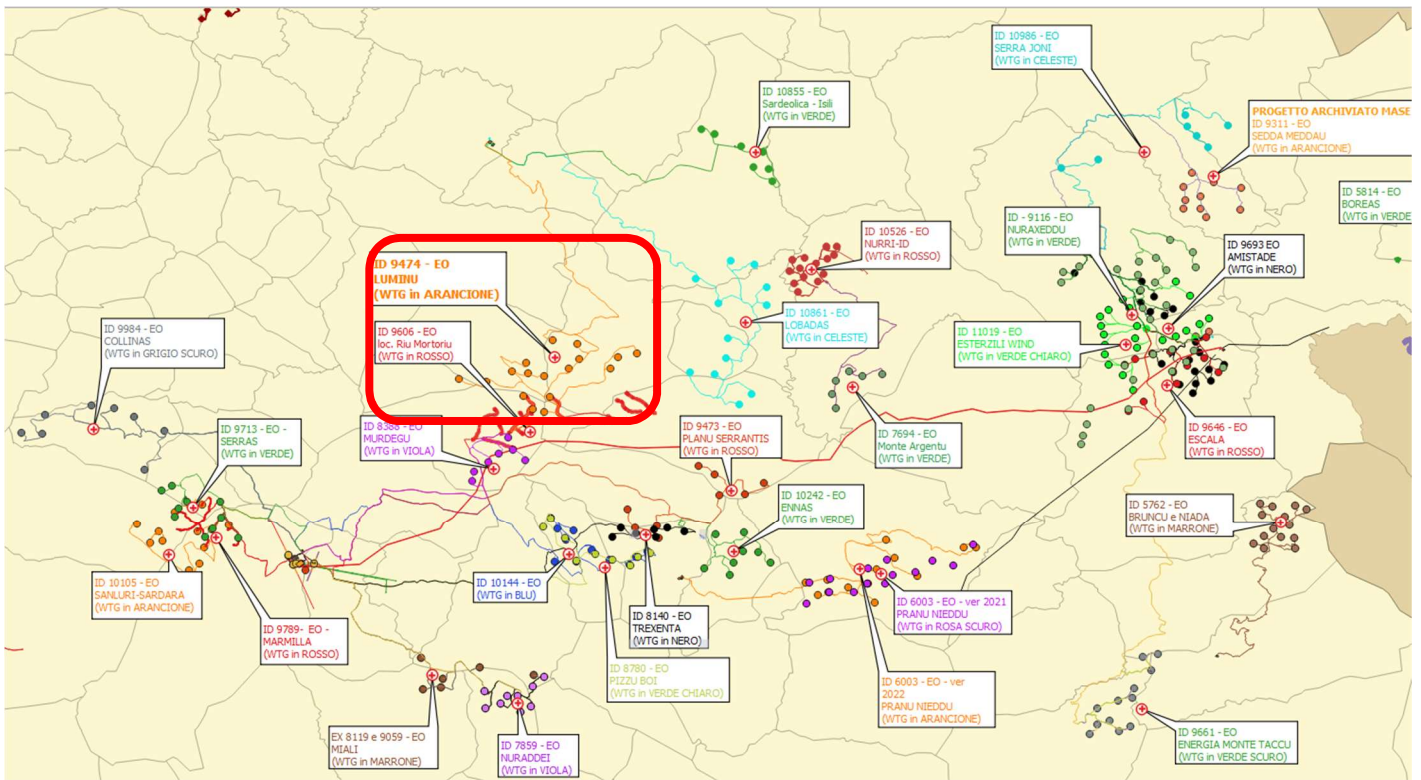 ID 10986 - EO
SERRA JONI
(WTG in CELESTE)
ID 10855 - EO
Sardeolica - Isili
(WTG in VERDE)
PROGETTO ARCHIVIATO MASE
ID 9311 - EO
SEDDA MEDDAU
(WTG in ARANCIONE)
ID 5814 - EO
BOREAS
(WTG in VERDE
ID - 9116 - EO
NURAXEDDU
(WTG in VERDE)
ID 10526 - EO
NURRI-ID
(WTG in ROSSO)
ID 9693 EO
AMISTADE
(WTG in NERO)
ID 9474 - EO
LUMINU
(WTG in ARANCIONE)
ID 10861 - EO
LOBADAS
(WTG in CELESTE)
ID 9984 - EO
COLLINAS
(WTG in GRIGIO SCURO)
ID 9606 - EO
loc. Riu Mortoriu
(WTG in ROSSO)
ID 11019 - EO
ESTERZILI WIND
(WTG in VERDE CHIARO)
ID 9713 - EO -
SERRAS
(WTG in VERDE)
ID 8388 - EO
MURDEGU
(WTG in VIOLA)
ID 9473 - EO
PLANU SERRANTIS
(WTG in ROSSO)
ID 7694 - EO
Monte Argentu
(WTG in VERDE)
ID 9646 - EO
ESCALA
(WTG in ROSSO)
ID 10242 - EO
ENNAS
(WTG in VERDE)
ID 5762 - EO
BRUNCU e NIADA
(WTG in MARRONE)
ID 10105 - EO
SANLURI-SARDARA
(WTG in ARANCIONE)
ID 10144 - EO
(WTG in BLU)
ID 6003 - EO - ver 2021
PRANU NIEDDU
(WTG in ROSA SCURO)
ID 9789- EO -
MARMILLA
(WTG in ROSSO)
ID 8140 - EO
TREXENTA
(WTG in NERO)
ID 8780 - EO
PIZZU BOI
(WTG in VERDE CHIARO)
ID 6003 - EO - ver
2022
PRANU NIEDDU
(WTG in ARANCIONE)
EX 8119 e 9059 - EO
MIALI
(WTG in MARRONE)
ID 7859 - EO
NURADDEI
(WTG in VIOLA)
ID 9661 - EO
ENERGIA MONTE TACCU
(WTG in VERDE SCURO)